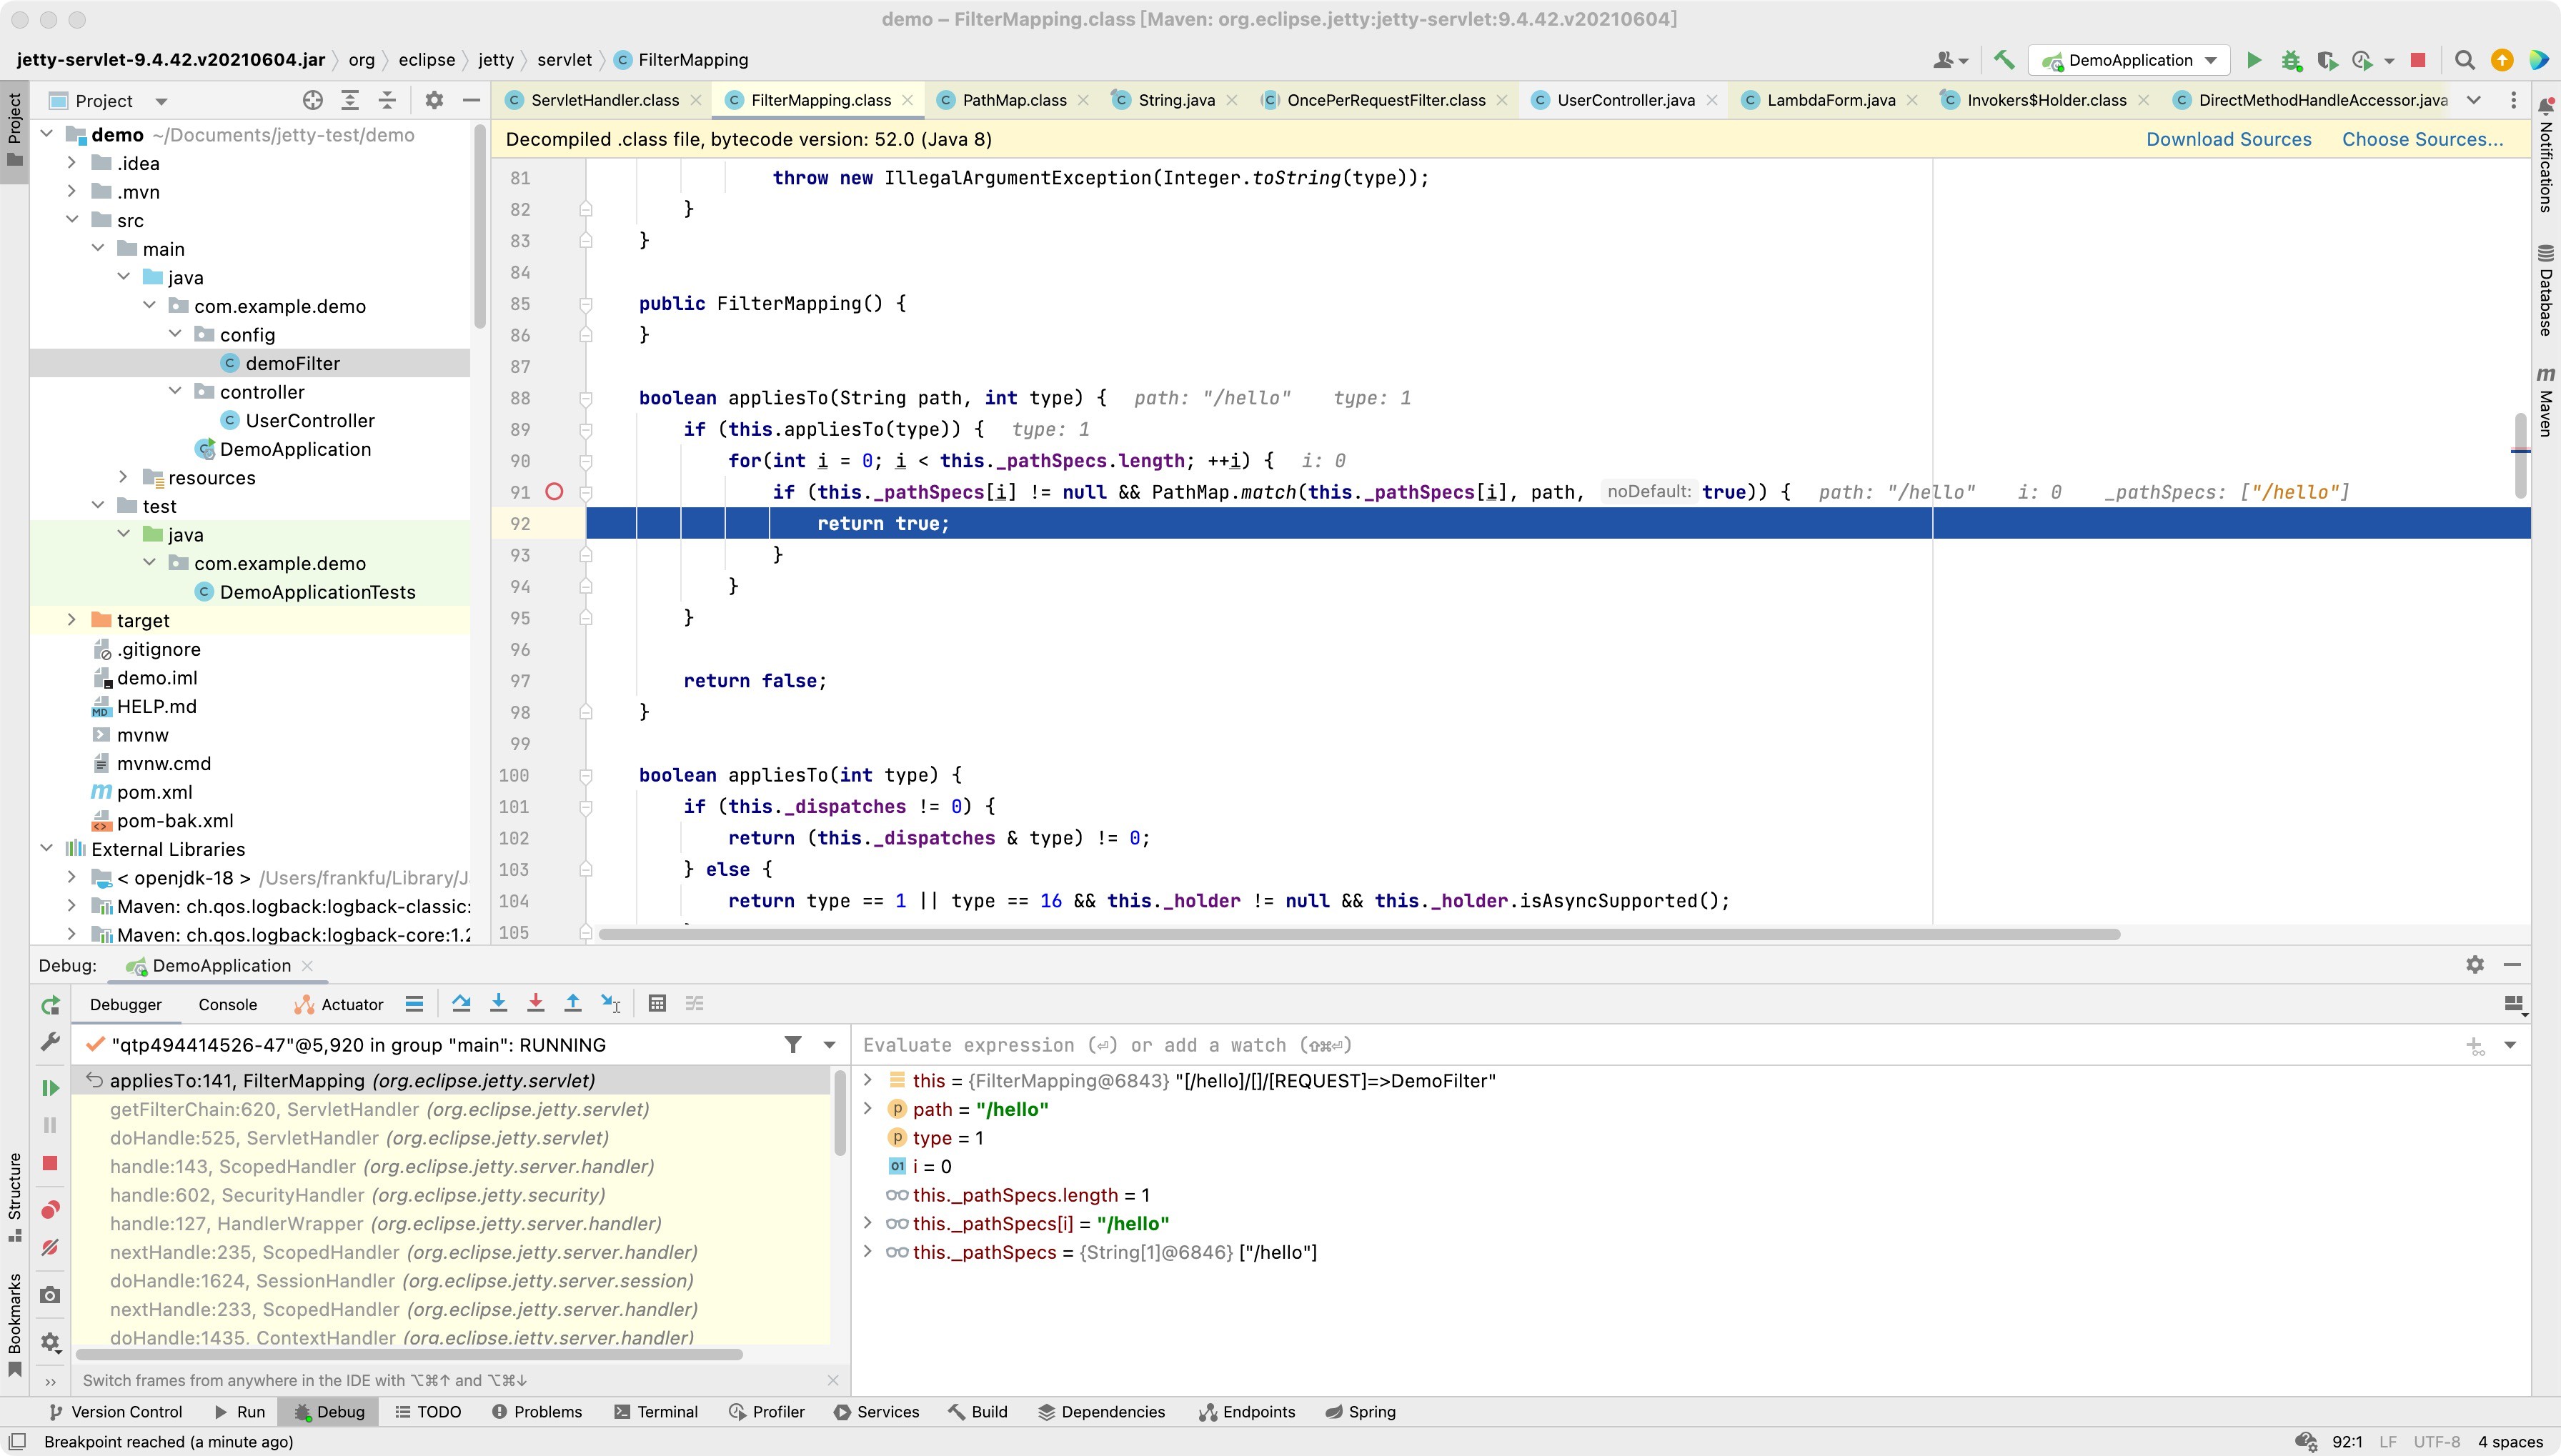 demo – FilterMapping.class [Maven: org.eclipse.jetty:jetty-servlet:9.4.42.v20210604]
jetty-servlet-9.4.42.v20210604.jar org eclipse jetty servlet FilterMapping
DemoApplication
Project
Project
ServletHandler.class FilterMapping.class PathMap.class String.java OncePerRequestFilter.class UserController.java LambdaForm.java Invokers$Holder.class DirectMethodHandleAccessor.java
Notifications
Database
Maven
Decompiled .class file, bytecode version: 52.0 (Java 8)
Download Sources Choose Sources...
demo ~/Documents/jetty-test/demo
.idea
.mvn
src
main
java
com.example.demo
config
demoFilter
controller
UserController
DemoApplication
resources
test
java
com.example.demo
DemoApplicationTests
target
.gitignore
demo.iml
HELP.md
mvnw
mvnw.cmd
pom.xml
pom-bak.xml
External Libraries
< openjdk-18 > /Users/frankfu/Library/J
Maven: ch.qos.logback:logback-classic:
Maven: ch.qos.logback:logback-core:1.2
81 throw new IllegalArgumentException(Integer.toString(type));
82 }
83 }
84
85 public FilterMapping() {
86 }
87
88 boolean appliesTo(String path, int type) { path: "/hello" type: 1
89 if (this.appliesTo(type)) { type: 1
90 for(int i = 0; i < this._pathSpecs.length; ++i) { i: 0
91 if (this._pathSpecs[i] != null && PathMap.match(this._pathSpecs[i], path, noDefault: true)) { path: "/hello" i: 0 _pathSpecs: ["/hello"]
92 return true;
93 }
94 }
95 }
96
97 return false;
98 }
99
100 boolean appliesTo(int type) {
101 if (this._dispatches != 0) {
102 return (this._dispatches & type) != 0;
103 } else {
104 return type == 1 || type == 16 && this._holder != null && this._holder.isAsyncSupported();
105
Debug: DemoApplication
Debugger Console Actuator
"qtp494414526-47"@5,920 in group "main": RUNNING
appliesTo:141, FilterMapping (org.eclipse.jetty.servlet)
getFilterChain:620, ServletHandler (org.eclipse.jetty.servlet)
doHandle:525, ServletHandler (org.eclipse.jetty.servlet)
handle:143, ScopedHandler (org.eclipse.jetty.server.handler)
handle:602, SecurityHandler (org.eclipse.jetty.security)
handle:127, HandlerWrapper (org.eclipse.jetty.server.handler)
nextHandle:235, ScopedHandler (org.eclipse.jetty.server.handler)
doHandle:1624, SessionHandler (org.eclipse.jetty.server.session)
nextHandle:233, ScopedHandler (org.eclipse.jetty.server.handler)
doHandle:1435, ContextHandler (org.eclipse.jetty.server.handler)
Switch frames from anywhere in the IDE with ⌥⌘↑ and ⌥⌘↓
Evaluate expression (⏎) or add a watch (⇧⌘⏎)
this = {FilterMapping@6843} "[/hello]/[]/[REQUEST]=>DemoFilter"
path = "/hello"
type = 1
i = 0
this._pathSpecs.length = 1
this._pathSpecs[i] = "/hello"
this._pathSpecs = {String[1]@6846} ["/hello"]
Structure
Bookmarks
Version Control Run Debug TODO Problems Terminal Profiler Services Build Dependencies Endpoints Spring
Breakpoint reached (a minute ago)
92:1 LF UTF-8 4 spaces